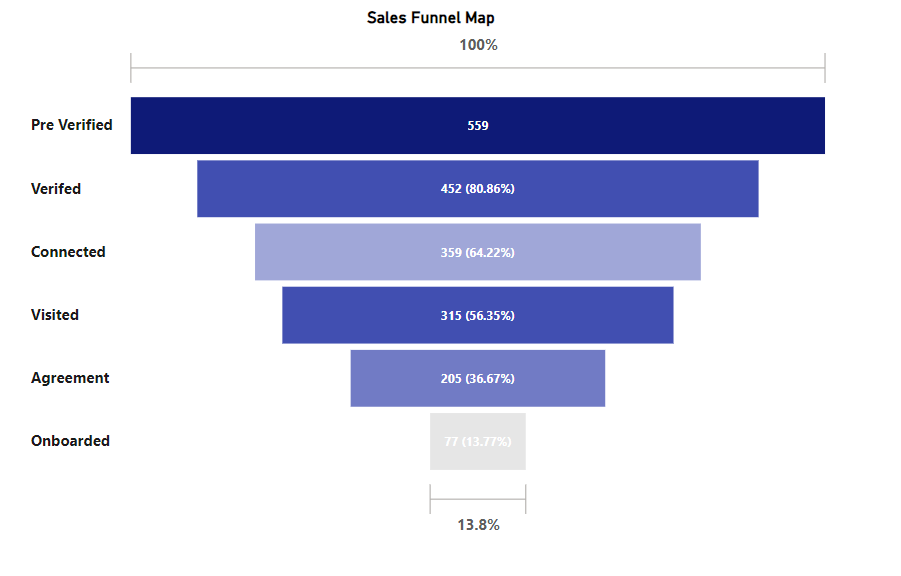 Sales Funnel Map
100%
Pre Verified 559
Verifed 452 (80.86%)
Connected 359 (64.22%)
Visited 315 (56.35%)
Agreement 205 (36.67%)
Onboarded 77 (13.77%)
13.8%